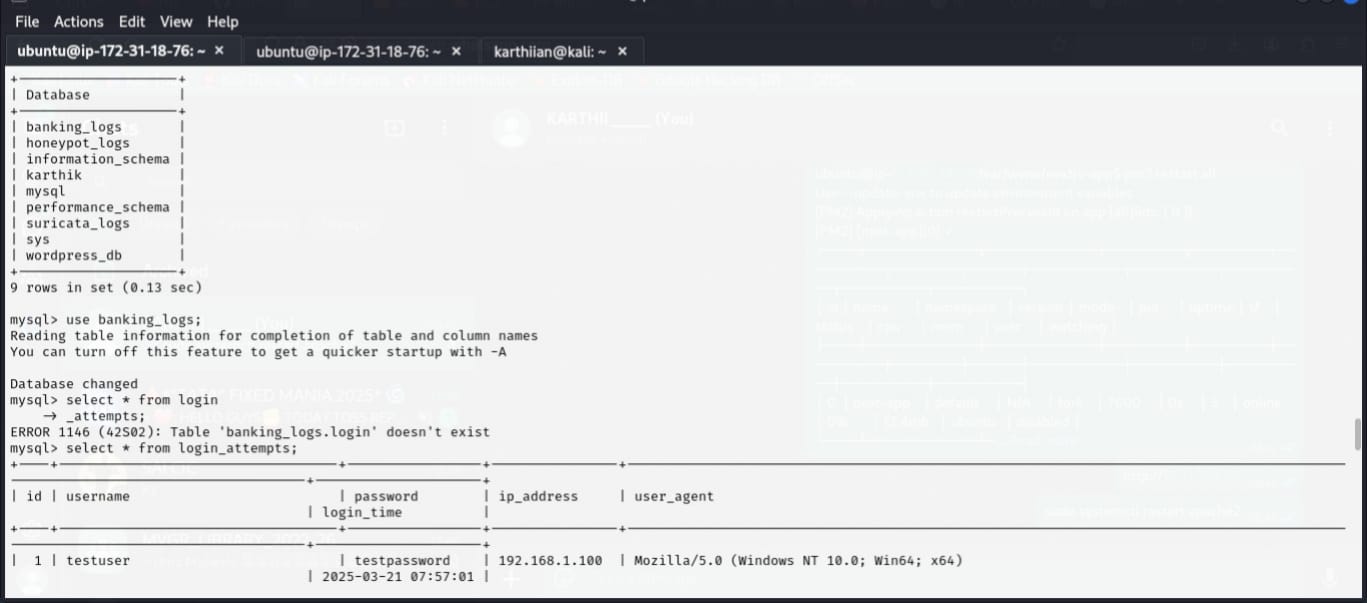 File Actions Edit View Help
ubuntu@ip-172-31-18-76: ~ × ubuntu@ip-172-31-18-76: ~ × karthiian@kali: ~ ×
| Database |
| banking_logs |
| honeypot_logs |
| information_schema |
| karthik |
| mysql |
| performance_schema |
| suricata_logs |
| sys |
| wordpress_db |
9 rows in set (0.13 sec)
mysql> use banking_logs;
Reading table information for completion of table and column names
You can turn off this feature to get a quicker startup with -A
Database changed
mysql> select * from login
→ _attempts;
ERROR 1146 (42S02): Table 'banking_logs.login' doesn't exist
mysql> select * from login_attempts;
| id | username | password | ip_address | user_agent
| login_time |
| 1 | testuser | testpassword | 192.168.1.100 | Mozilla/5.0 (Windows NT 10.0; Win64; x64)
| 2025-03-21 07:57:01 |